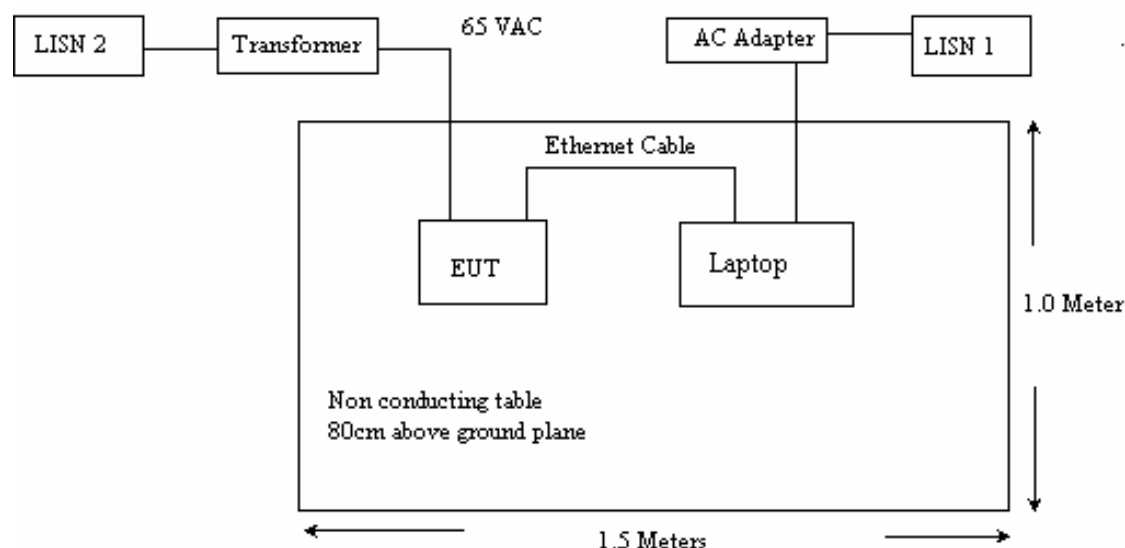 65 VAC
LISN 2
Transformer
AC Adapter
LISN 1
Ethernet Cable
EUT
Laptop
1.0 Meter
Non conducting table
80cm above ground plane
1.5 Meters